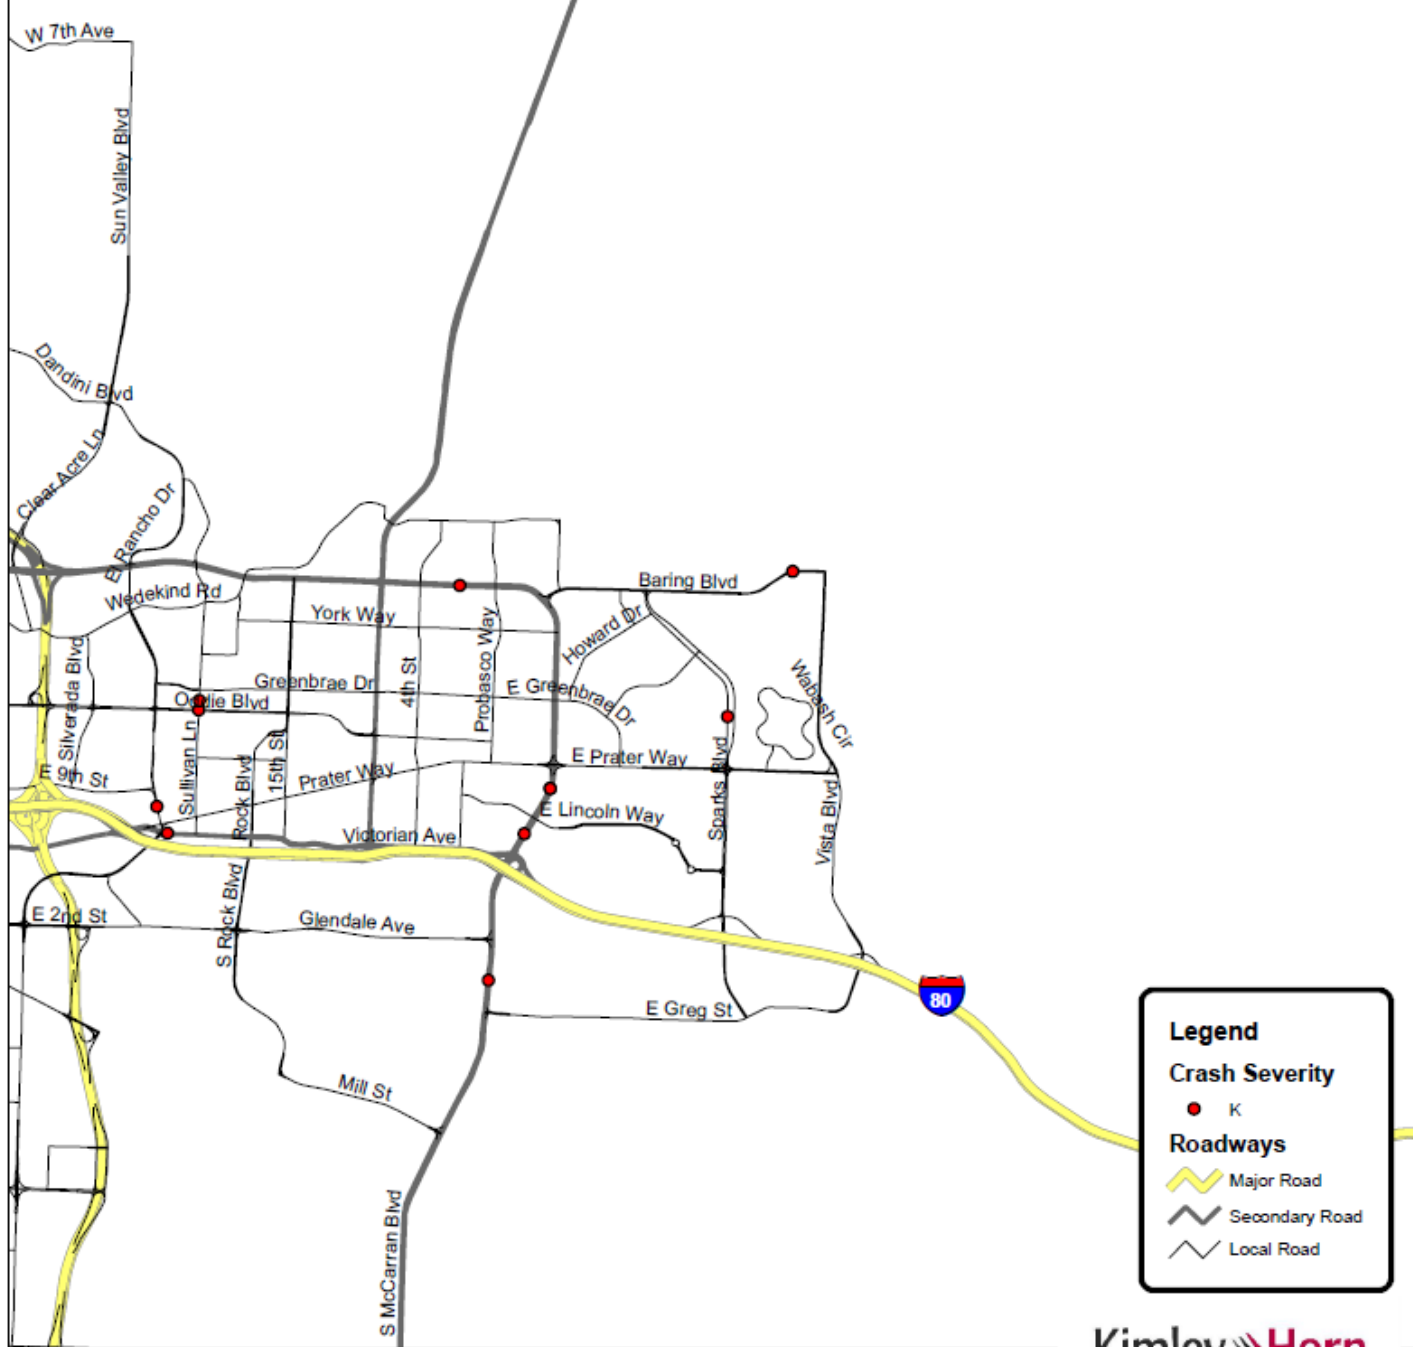 W 7th Ave
Sun Valley Blvd
Dandini Blvd
Clear Acre Ln
El Rancho Dr
Wedekind Rd
Baring Blvd
York Way
Howard Dr
Probasco Way
Silverada Blvd
4th St
Greenbrae Dr
E Greenbrae Dr
Wabash Cir
Oddie Blvd
Sullivan Ln
Rock Blvd
15th St
E 9th St
Prater Way
E Prater Way
Sparks Blvd
E Lincoln Way
Victorian Ave
Vista Blvd
S Rock Blvd
E 2nd St
Glendale Ave
80
E Greg St
Mill St
S McCarran Blvd
Legend
Crash Severity
K
Roadways
Major Road
Secondary Road
Local Road
Kimley Horn